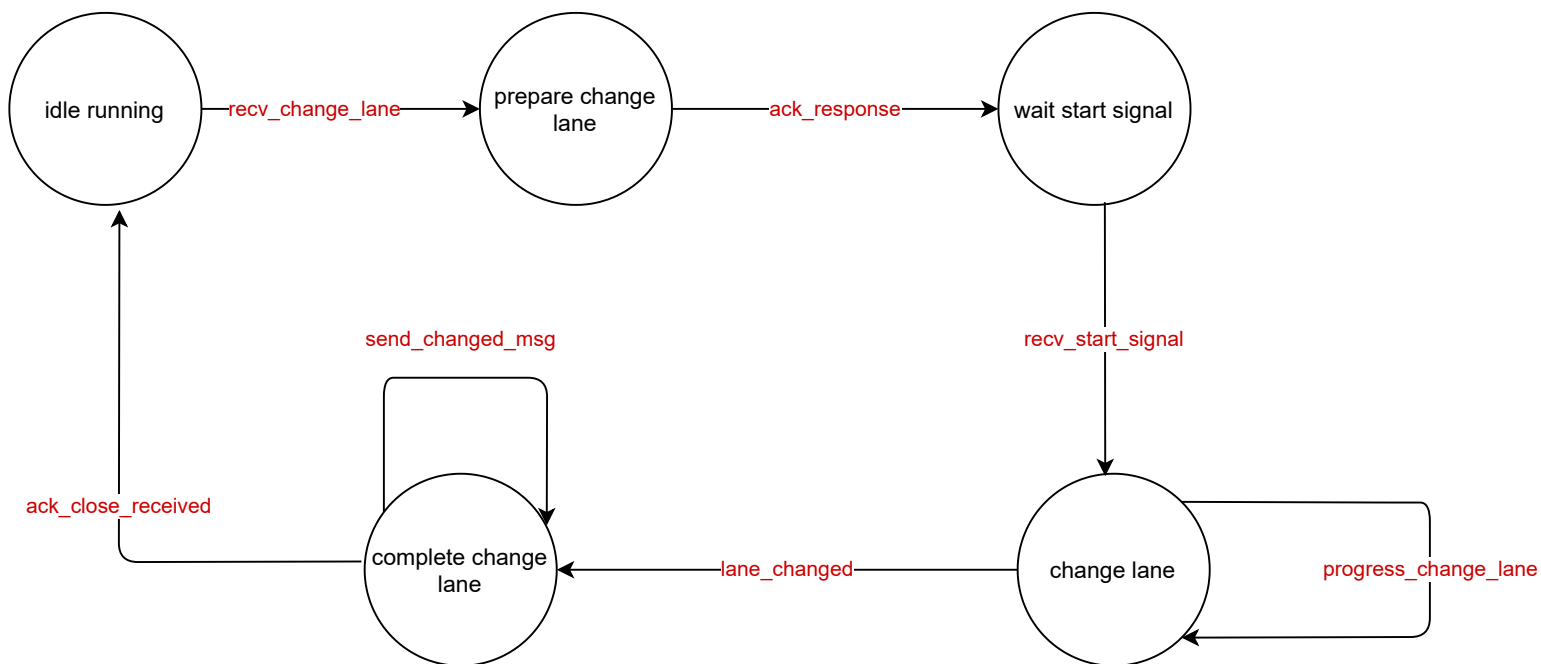 idle running
recv_change_lane
prepare change
lane
ack_response
wait start signal
send_changed_msg
recv_start_signal
ack_close_received
complete change
lane
lane_changed
change lane
progress_change_lane